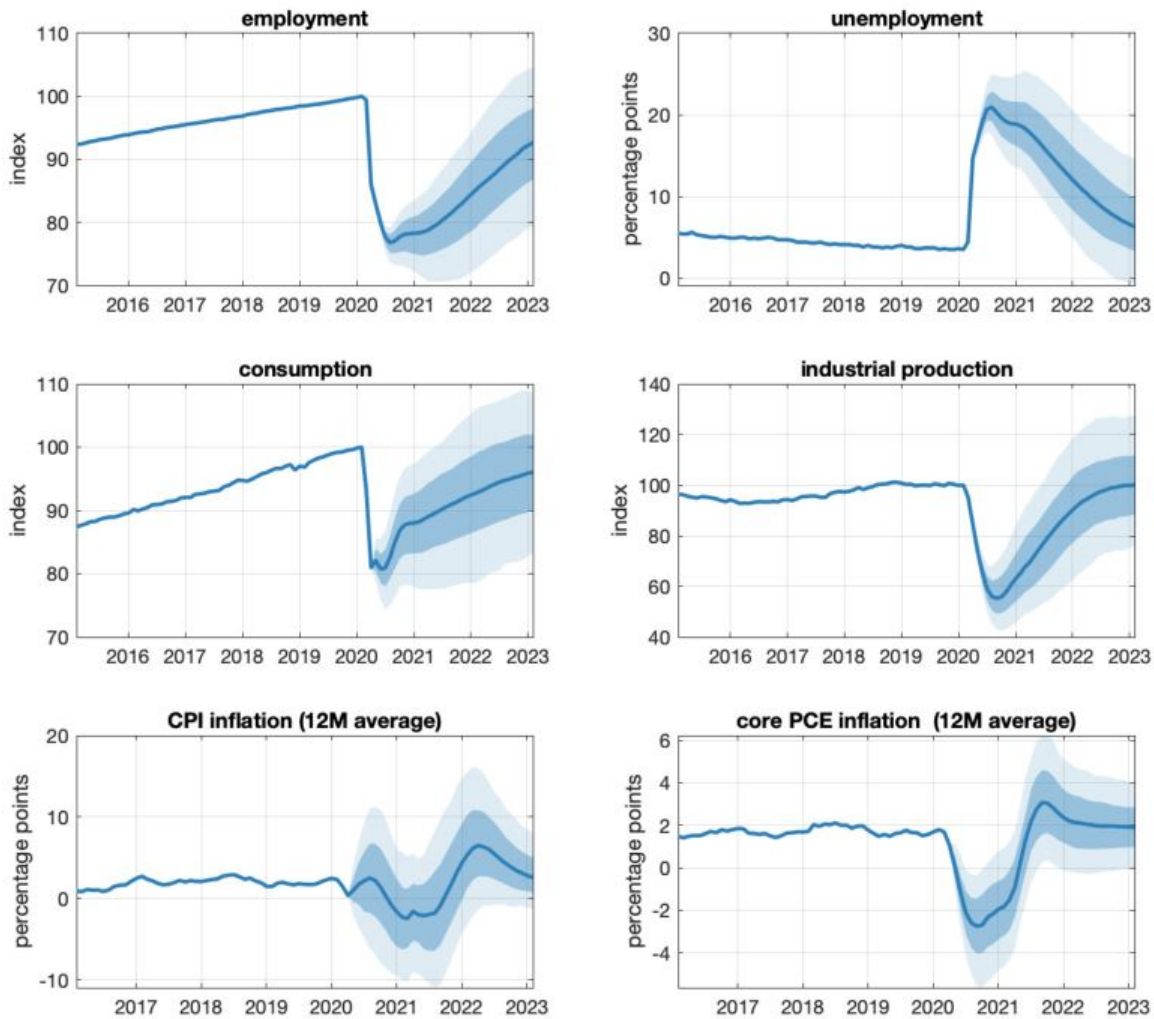 employment
110
100
90
80
70
index
2016 2017 2018 2019 2020 2021 2022 2023
unemployment
30
20
10
0
percentage points
2016 2017 2018 2019 2020 2021 2022 2023
consumption
110
100
90
80
70
index
2016 2017 2018 2019 2020 2021 2022 2023
industrial production
140
120
100
80
60
40
index
2016 2017 2018 2019 2020 2021 2022 2023
CPI inflation (12M average)
20
10
0
-10
percentage points
2017 2018 2019 2020 2021 2022 2023
core PCE inflation (12M average)
6
4
2
0
-2
-4
percentage points
2017 2018 2019 2020 2021 2022 2023